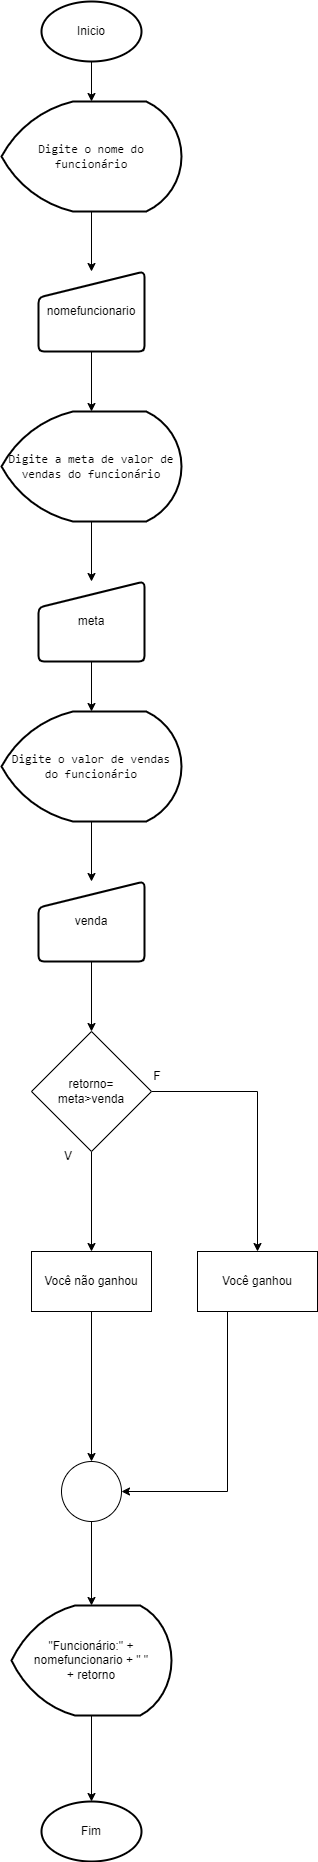 Inicio
Digite o nome do
funcionário
nomefuncionario
Digite a meta de valor de
vendas do funcionário
meta
Digite o valor de vendas
do funcionário
venda
retorno=
meta>venda
F
V
Você não ganhou
Você ganhou
"Funcionário:" +
nomefuncionario + " "
+ retorno
Fim